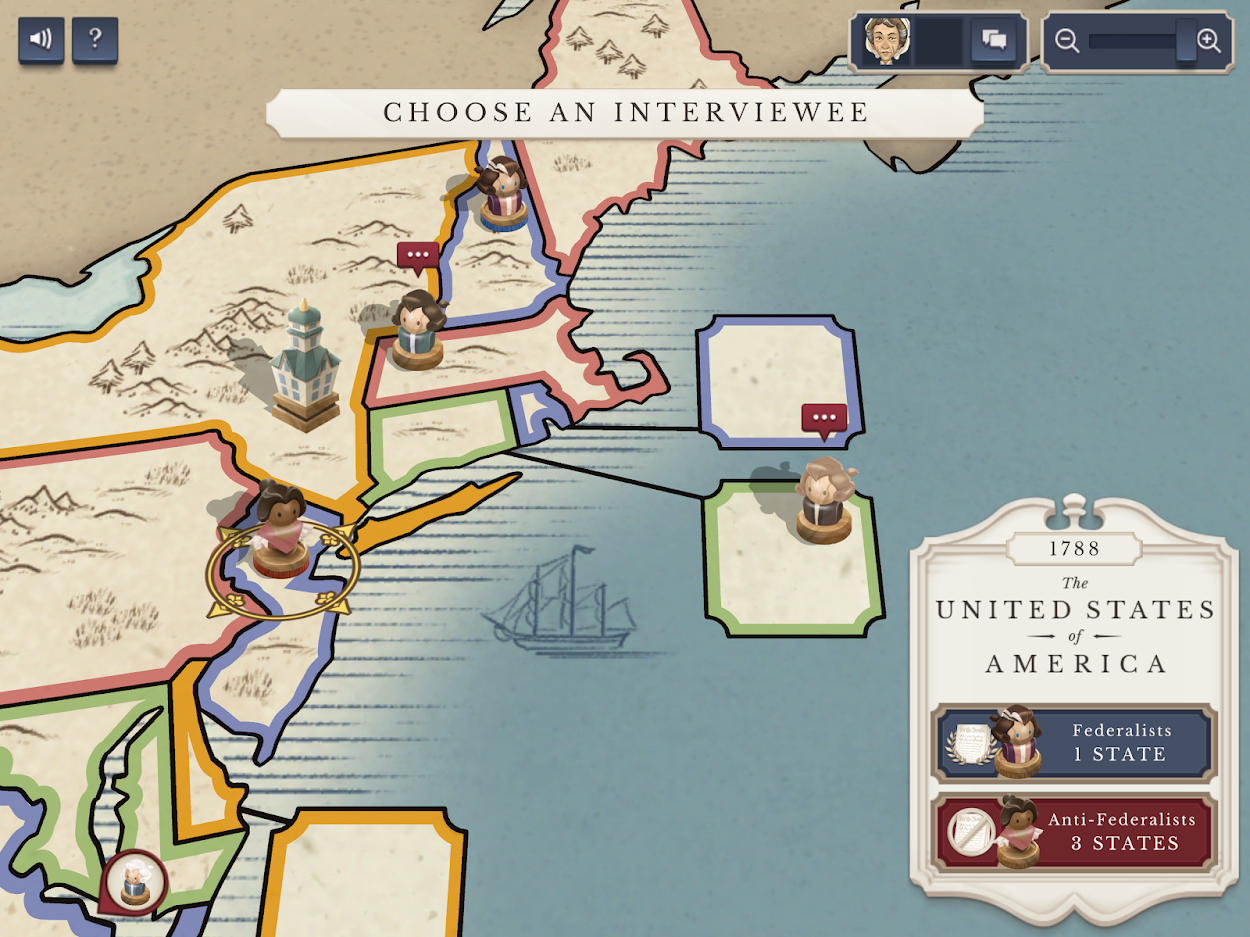 ?
CHOOSE AN INTERVIEWEE
1788
The
UNITED STATES
of
AMERICA
Federalists
1 STATE
Anti-Federalists
3 STATES